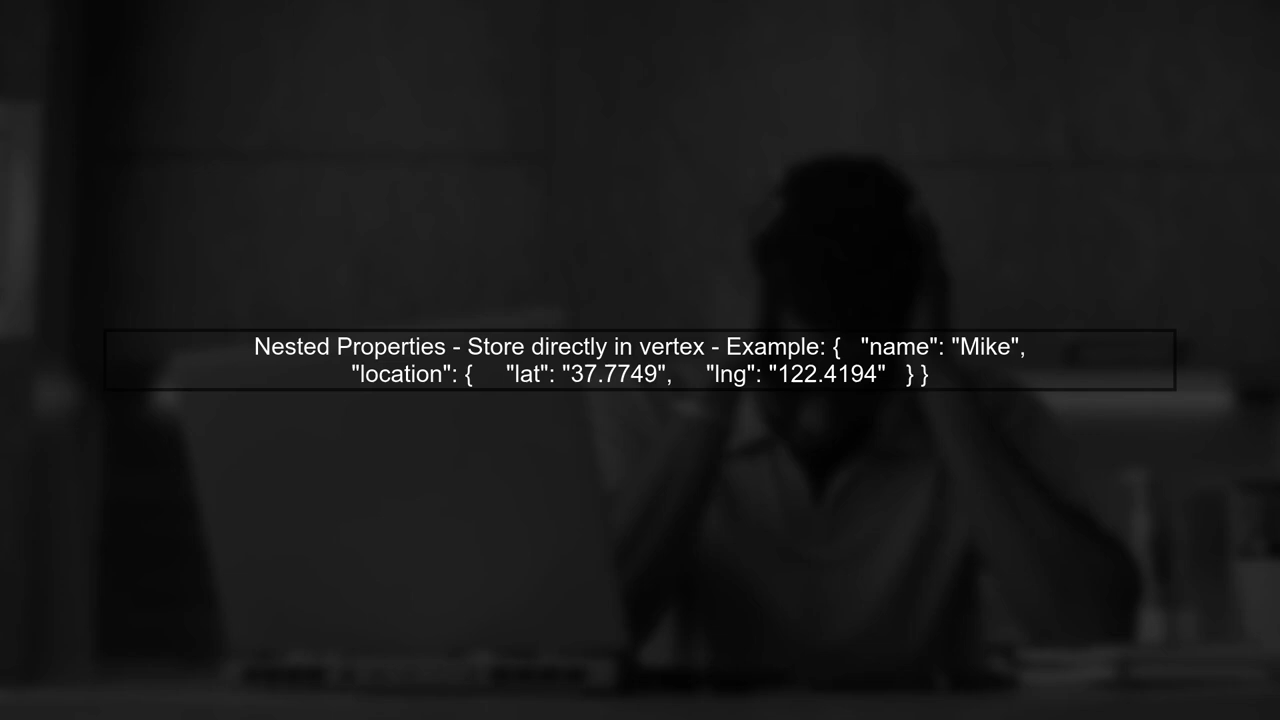 Nested Properties - Store directly in vertex - Example: {   "name": "Mike",
"location": {     "lat": "37.7749",     "lng": "122.4194"   } }